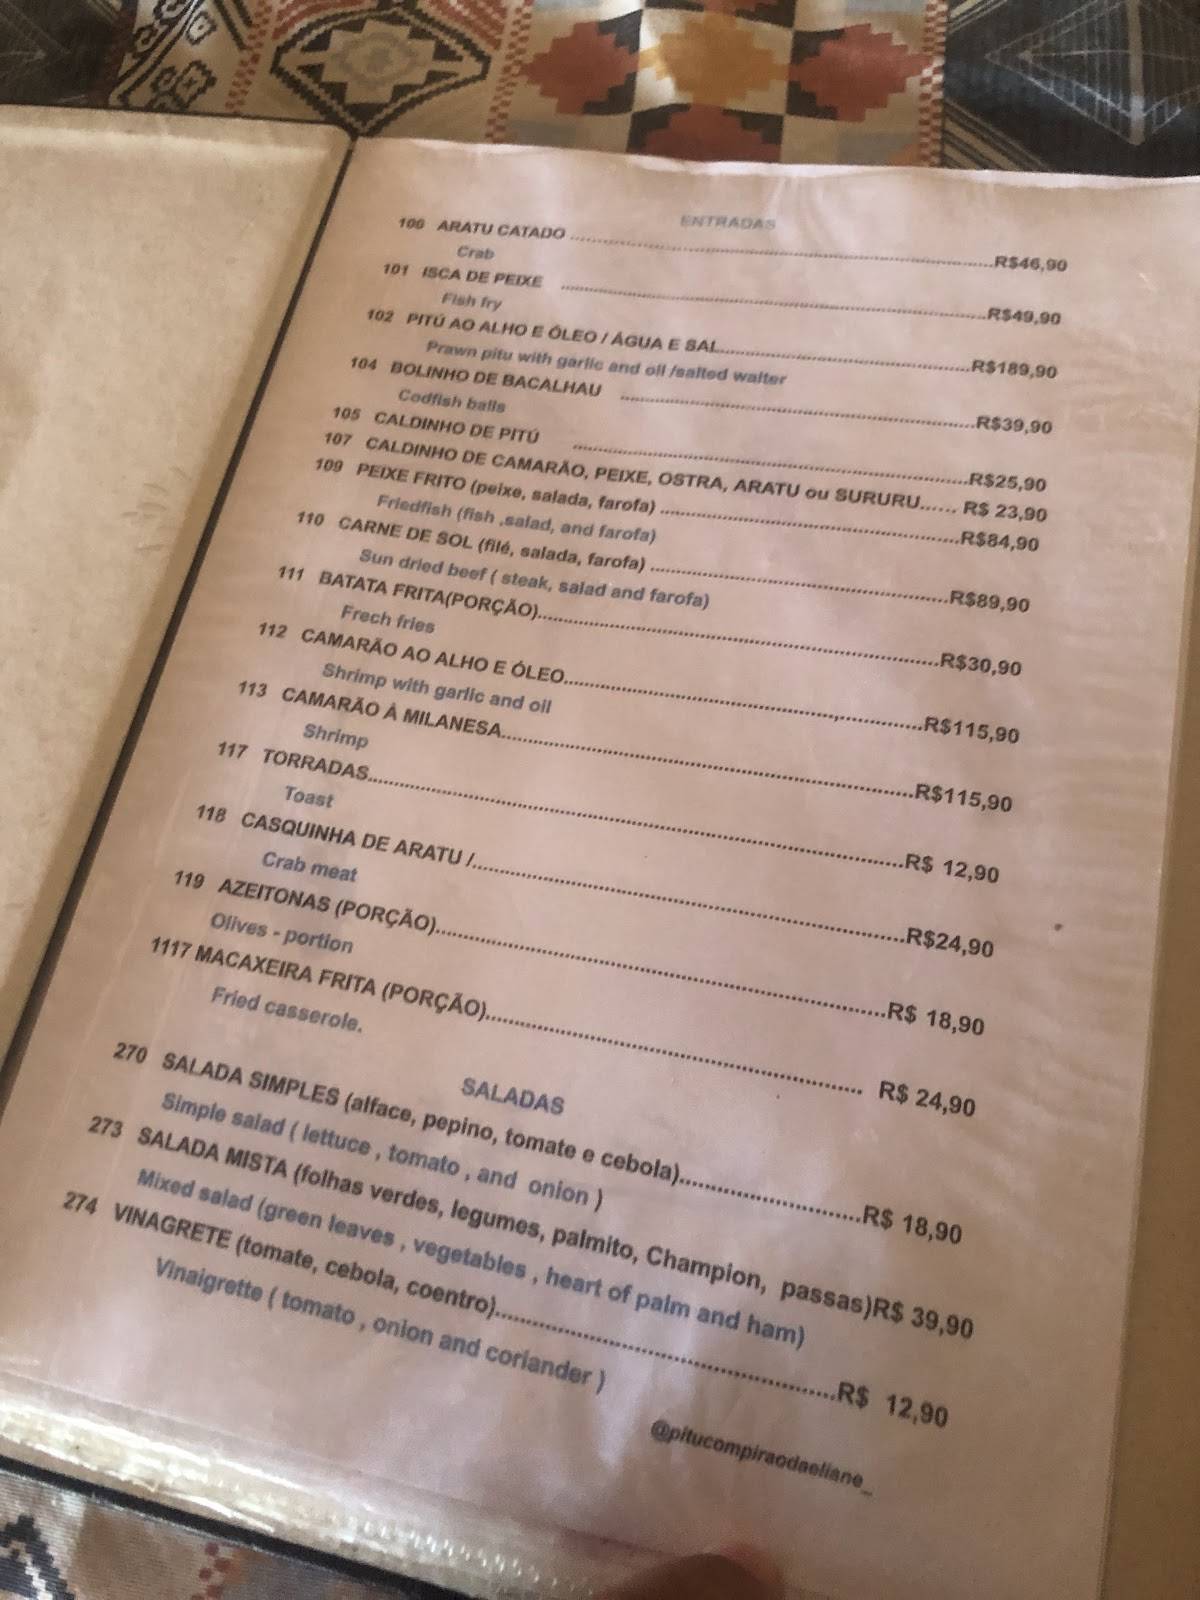 ENTRADAS
100 ARATU CATADO ........ R$46,90
Crab
101 ISCA DE PEIXE ........ R$49,90
Fish fry
102 PITÚ AO ALHO E ÓLEO / ÁGUA E SAL ........ R$189,90
Prawn pitu with garlic and oil /salted walter
104 BOLINHO DE BACALHAU ........ R$39,90
Codfish balls
105 CALDINHO DE PITÚ ........ R$25,90
107 CALDINHO DE CAMARÃO, PEIXE, OSTRA, ARATU ou SURURU...... R$ 23,90
109 PEIXE FRITO (peixe, salada, farofa) ........ R$84,90
Friedfish (fish ,salad, and farofa)
110 CARNE DE SOL (filé, salada, farofa) ........ R$89,90
Sun dried beef ( steak, salad and farofa)
111 BATATA FRITA(PORÇÃO)........ R$30,90
Frech fries
112 CAMARÃO AO ALHO E ÓLEO........ R$115,90
Shrimp with garlic and oil
113 CAMARÃO À MILANESA........ R$115,90
Shrimp
117 TORRADAS........ R$ 12,90
Toast
118 CASQUINHA DE ARATU /........ R$24,90
Crab meat
119 AZEITONAS (PORÇÃO)........ R$ 18,90
Olives - portion
1117 MACAXEIRA FRITA (PORÇÃO)........ R$ 24,90
Fried casserole.
SALADAS
270 SALADA SIMPLES (alface, pepino, tomate e cebola)........ R$ 18,90
Simple salad ( lettuce , tomato , and onion )
273 SALADA MISTA (folhas verdes, legumes, palmito, Champion, passas)R$ 39,90
Mixed salad (green leaves , vegetables , heart of palm and ham)
274 VINAGRETE (tomate, cebola, coentro)........ R$ 12,90
Vinaigrette ( tomato , onion and coriander )
@pitucompiraodaeliane_